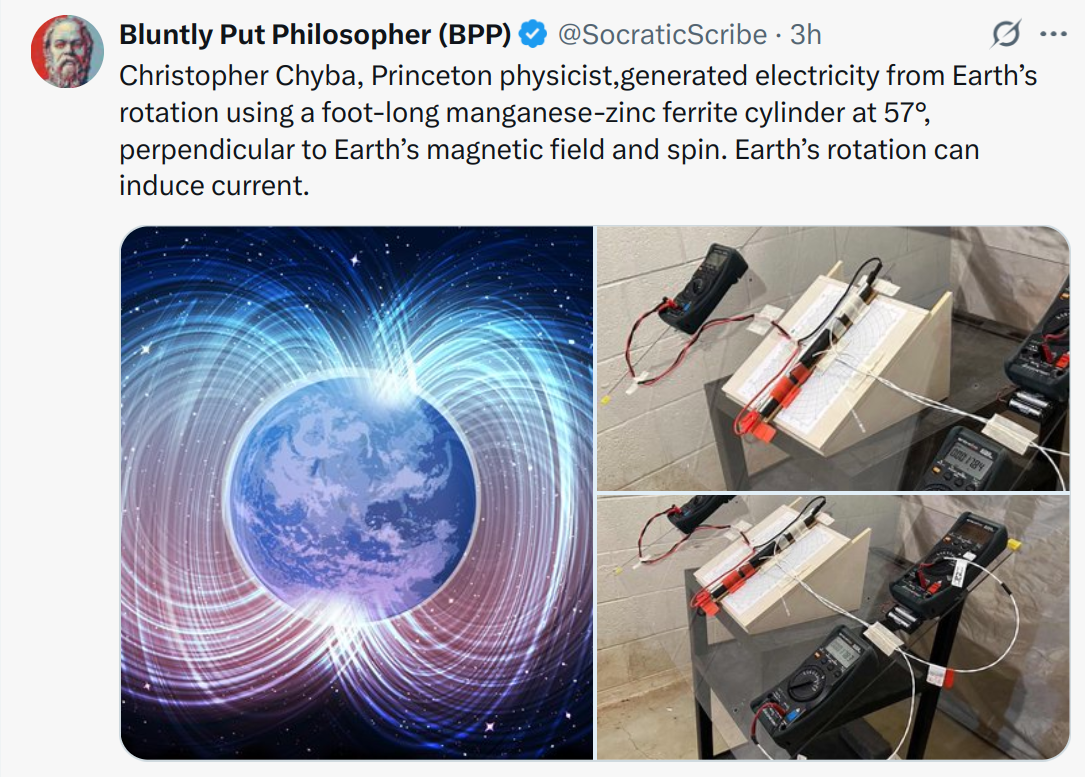 Bluntly Put Philosopher (BPP) @SocraticScribe · 3h
Christopher Chyba, Princeton physicist,generated electricity from Earth’s
rotation using a foot-long manganese-zinc ferrite cylinder at 57°,
perpendicular to Earth’s magnetic field and spin. Earth’s rotation can
induce current.